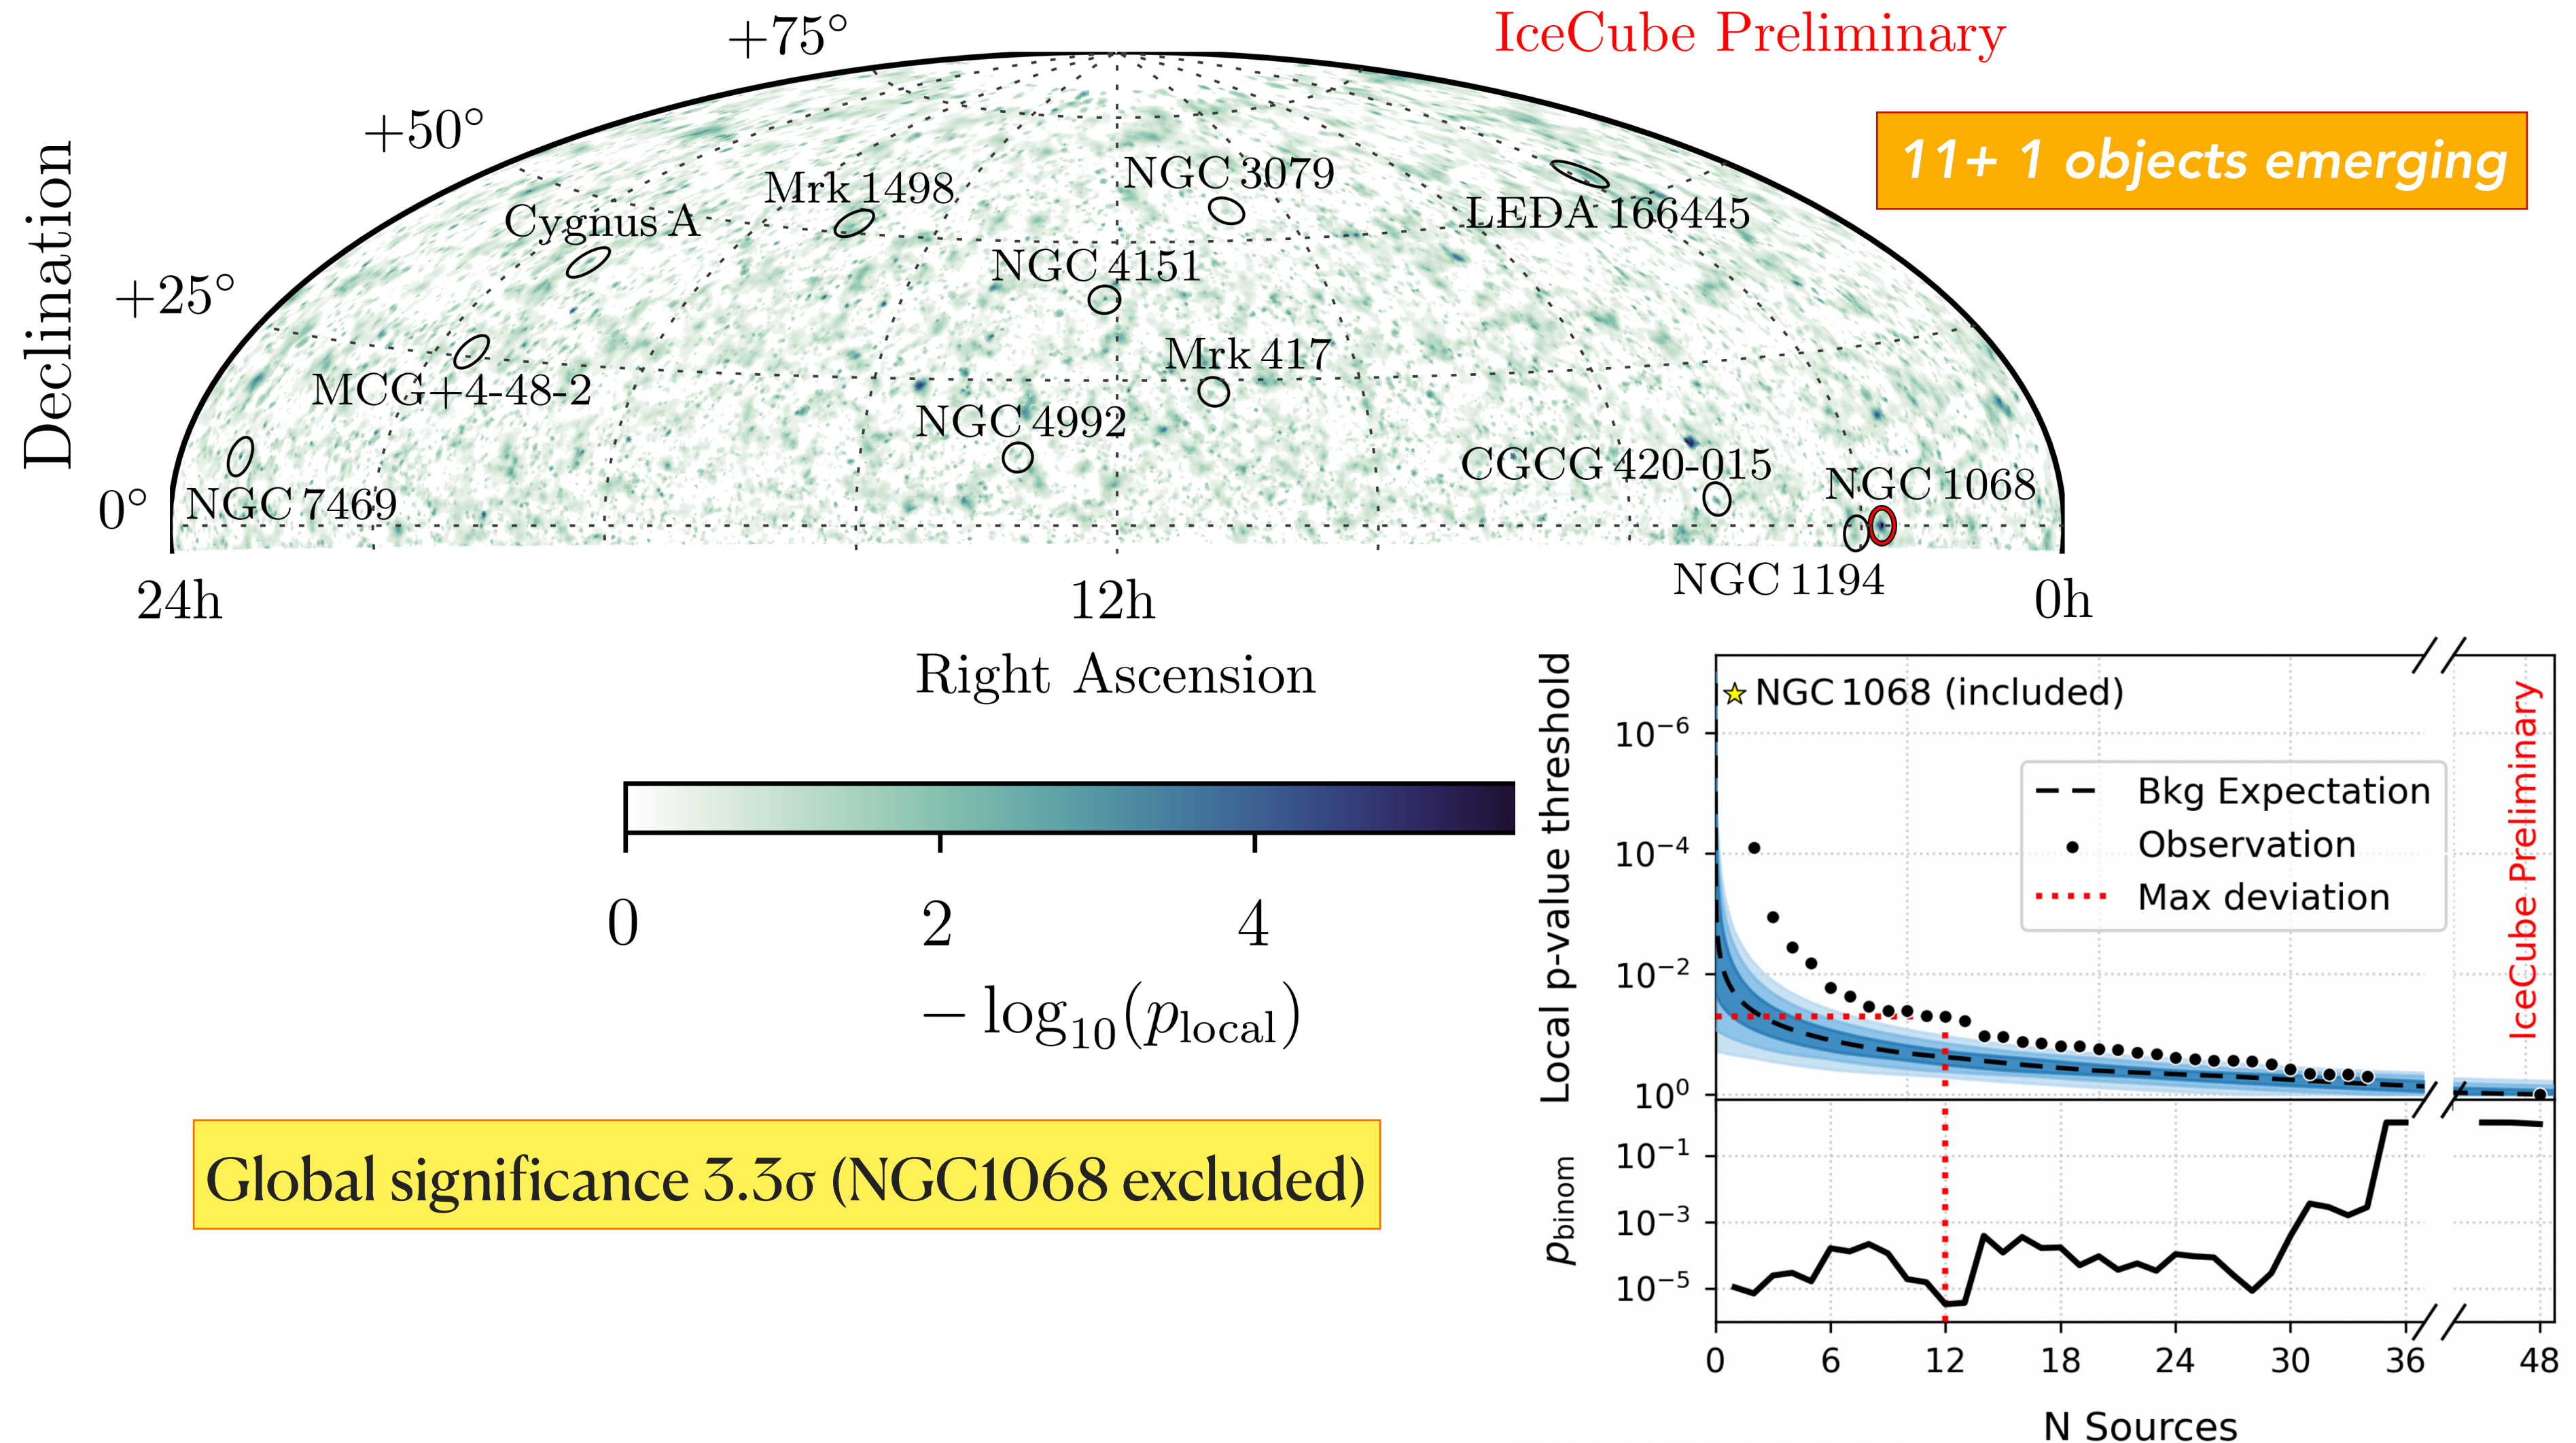 +75°
IceCube Preliminary
+50°
11+ 1 objects emerging
Declination
Mrk 1498
NGC 3079
Cygnus A
LEDA 166445
NGC 4151
+25°
Mrk 417
MCG+4-48-2
NGC 4992
CGCG 420-015
NGC 1068
0°
NGC 7469
NGC 1194
24h
12h
0h
Right Ascension
0
2
4
− log₁₀(p_local)
Global significance 3.3σ (NGC1068 excluded)
Local p-value threshold
NGC 1068 (included)
IceCube Preliminary
10⁻⁶
Bkg Expectation
Observation
Max deviation
10⁻⁴
10⁻²
10⁰
p_binom
10⁻¹
10⁻³
10⁻⁵
0 6 12 18 24 30 36 48
N Sources